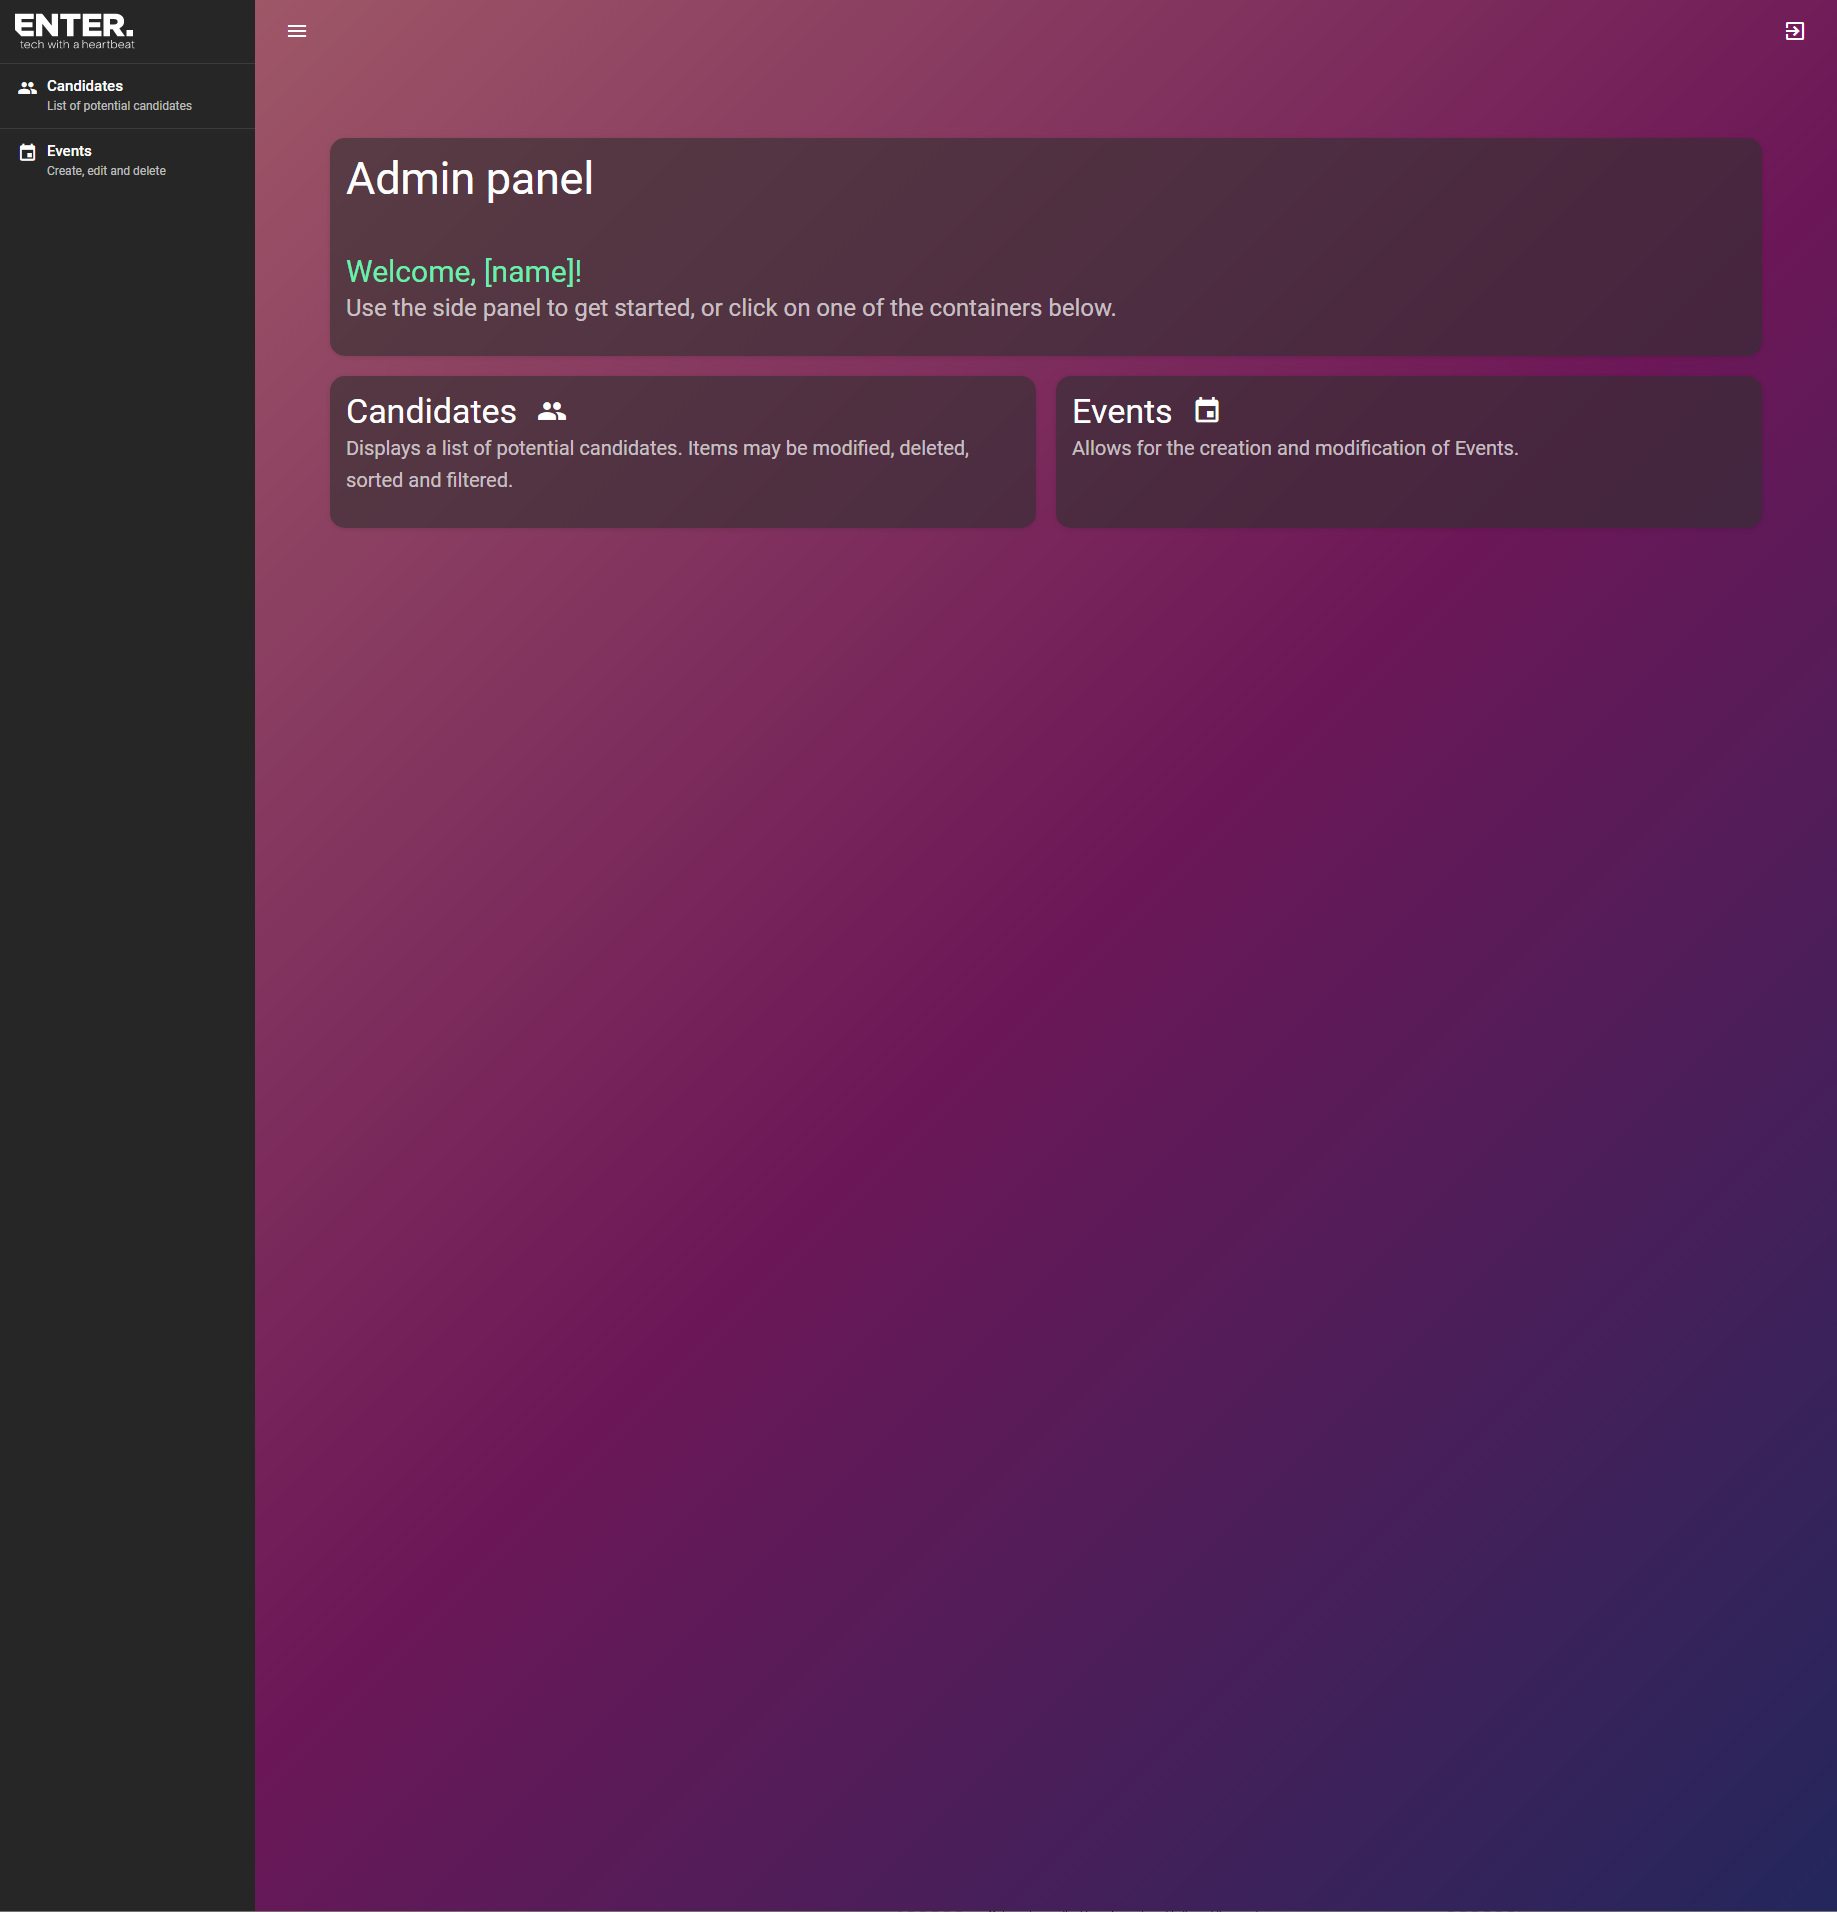 ENTER.
tech with a heartbeat
Candidates
List of potential candidates
Events
Create, edit and delete
Admin panel
Welcome, [name]!
Use the side panel to get started, or click on one of the containers below.
Candidates
Displays a list of potential candidates. Items may be modified, deleted,
sorted and filtered.
Events
Allows for the creation and modification of Events.